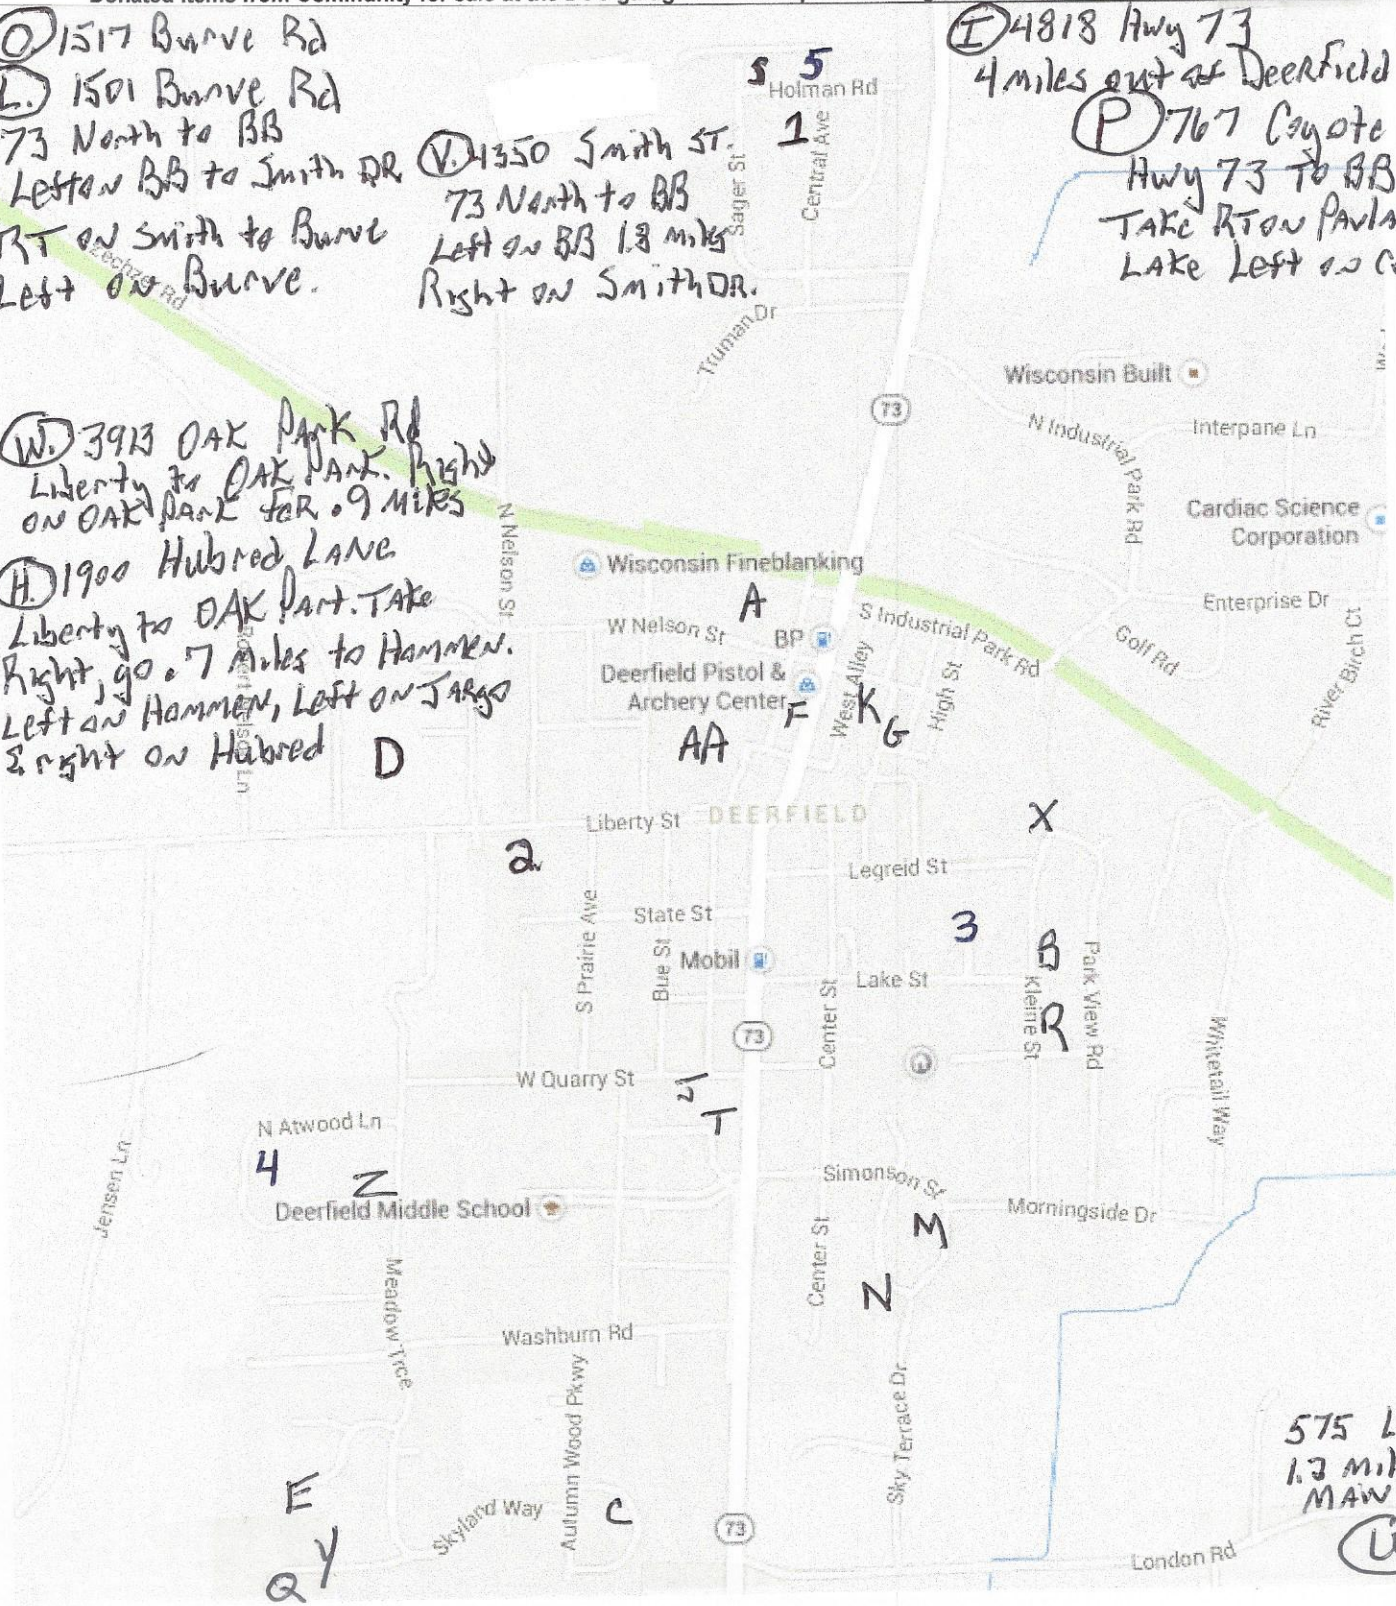 O 1517 Burve Rd
L. 1501 Burve Rd
73 North to BB
Left on BB to Smith DR
RT on Smith to Burve
Left on Burve.
V. 4350 Smith ST.
73 North to BB
Left on BB 1.8 miles
Right on Smith DR.
I 4818 Hwy 73
4 miles out of Deerfield
P 767 Coyote
Hwy 73 TO BB
TAKE RT ON
LAKE Left on
S 5
Holman Rd
1
Sager St
Central Ave
Truman Dr
73
Wisconsin Built
N Industrial Park Rd
Interpane Ln
Cardiac Science
Corporation
W. 3913 OAK PARK Rd
Liberty to OAK PARK. Right
ON OAK PARK FOR .9 MILES
H. 1900 Hubred LANE
Liberty to OAK Part. TAKE
Right, go .7 Miles to Hommen.
Left on Hommen, Left on JARGO
& right on Hubred
N Nelson St
Wisconsin Fineblanking
A
W Nelson St
BP
S Industrial Park Rd
Enterprise Dr
Golf Rd
River Birch Ct
Deerfield Pistol &
Archery Center
F
West Alley
K
G
High St
AA
D
Liberty St
DEERFIELD
X
2
Legreid St
S Prairie Ave
State St
3
Bue St
Mobil
Lake St
B
Kleine St
R
Park View Rd
Center St
73
Whitetail Way
W Quarry St
J
T
N Atwood Ln
4
Z
Deerfield Middle School
Jensen Ln
Simonson St
Morningside Dr
M
Center St
N
Meadow Trce
Washburn Rd
Autumn Wood Pkwy
Sky Terrace Dr
E
Skyland Way
C
Y
Q
73
London Rd
575 L
MAIN
U